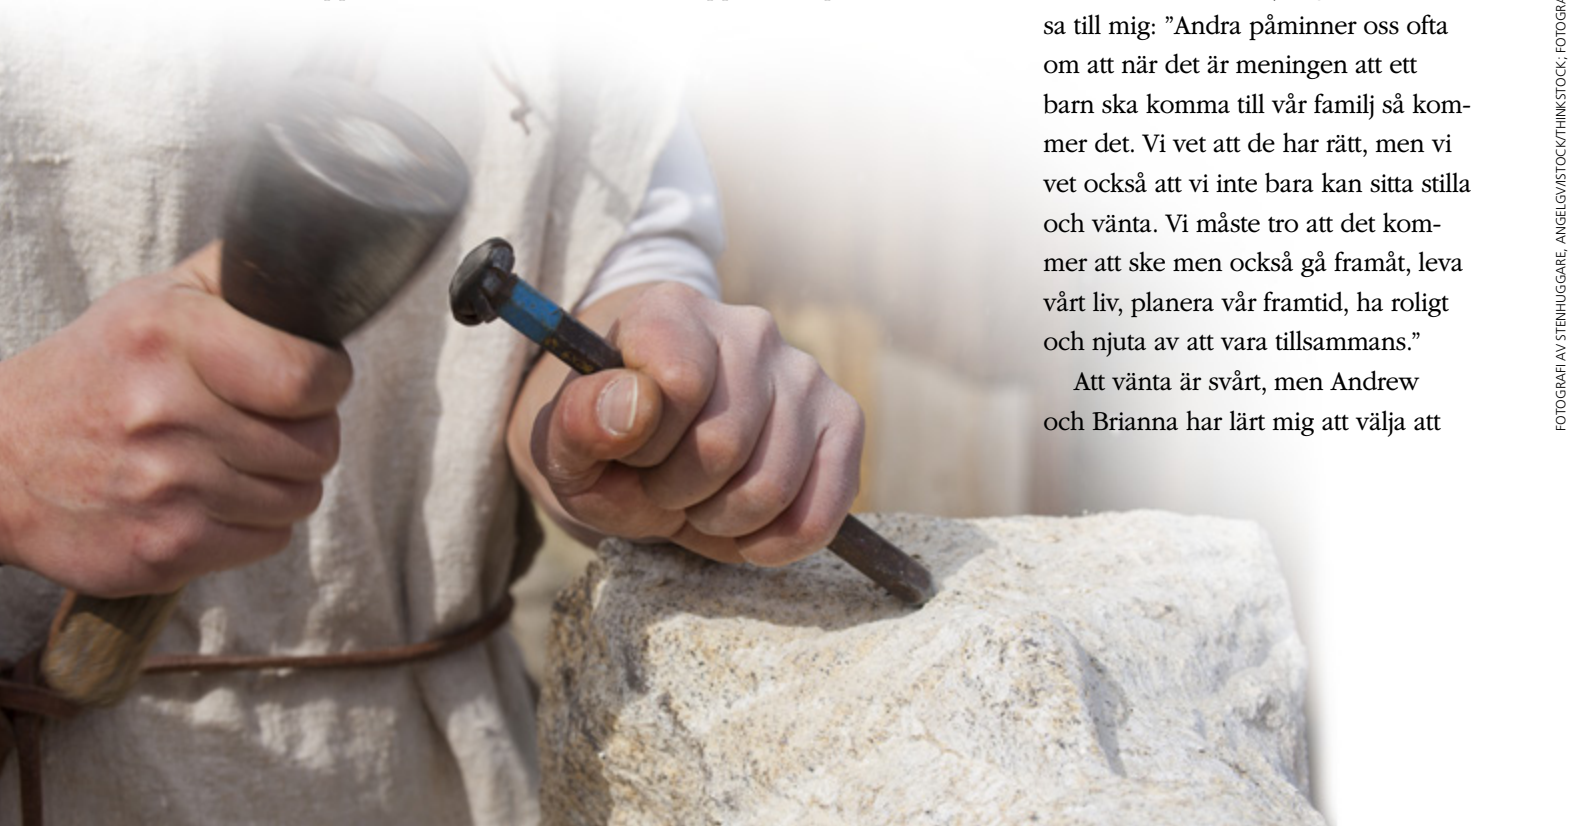 sa till mig: ”Andra påminner oss ofta
om att när det är meningen att ett
barn ska komma till vår familj så kom-
mer det. Vi vet att de har rätt, men vi
vet också att vi inte bara kan sitta stilla
och vänta. Vi måste tro att det kom-
mer att ske men också gå framåt, leva
vårt liv, planera vår framtid, ha roligt
och njuta av att vara tillsammans.”
Att vänta är svårt, men Andrew
och Brianna har lärt mig att välja att
FOTOGRAFI AV STENHUGGARE, ANGELGV/ISTOCK/THINKSTOCK;